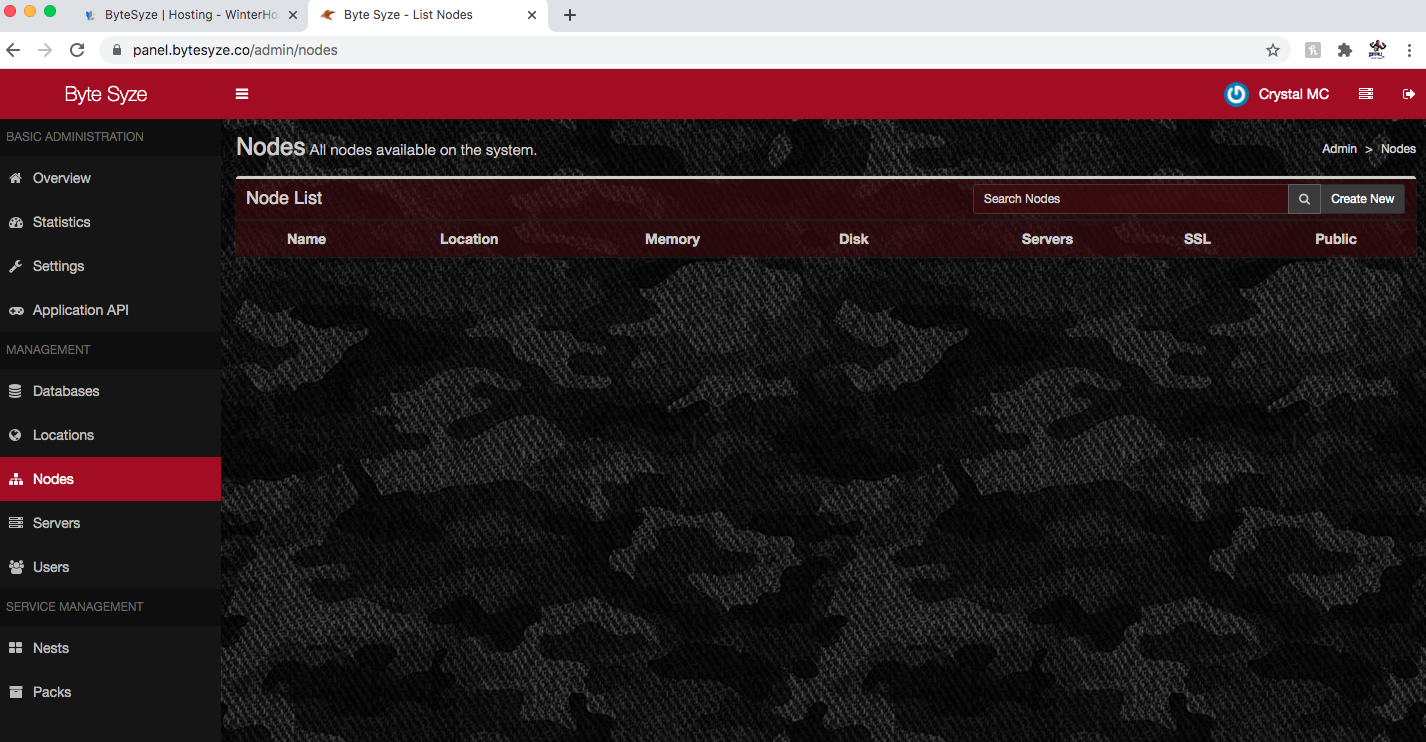 ByteSyze | Hosting - WinterHo
Byte Syze - List Nodes
panel.bytesyze.co/admin/nodes
Byte Syze
Crystal MC
BASIC ADMINISTRATION
Overview
Statistics
Settings
Application API
MANAGEMENT
Databases
Locations
Nodes
Servers
Users
SERVICE MANAGEMENT
Nests
Packs
Nodes All nodes available on the system.
Admin > Nodes
Node List
Search Nodes
Create New
Name Location Memory Disk Servers SSL Public